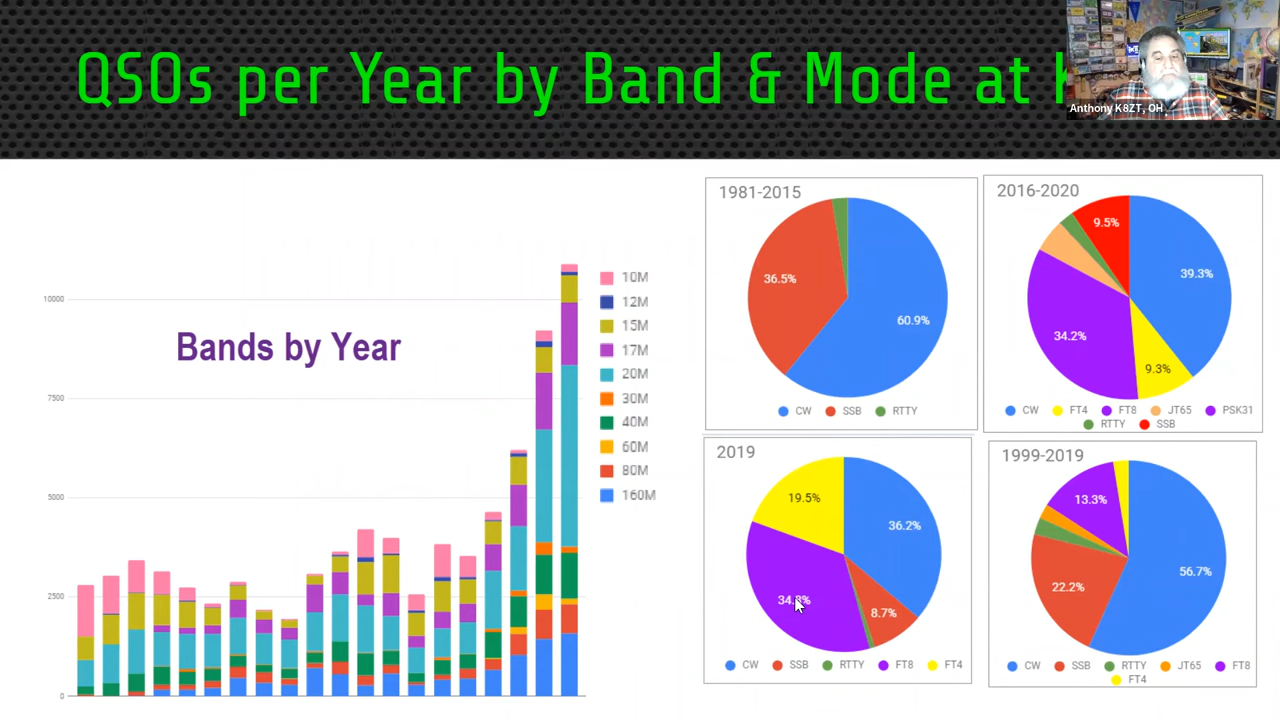 QSOs per Year by Band & Mode at
Anthony K8ZT, OH
Bands by Year
10000
7500
5000
2500
0
10M
12M
15M
17M
20M
30M
40M
60M
80M
160M
1981-2015
36.5%
60.9%
CW SSB RTTY
2016-2020
9.5%
39.3%
34.2%
9.3%
CW FT4 FT8 JT65 PSK31
RTTY SSB
2019
19.5%
36.2%
8.7%
CW SSB RTTY FT8 FT4
1999-2019
13.3%
56.7%
22.2%
CW SSB RTTY JT65 FT8
FT4